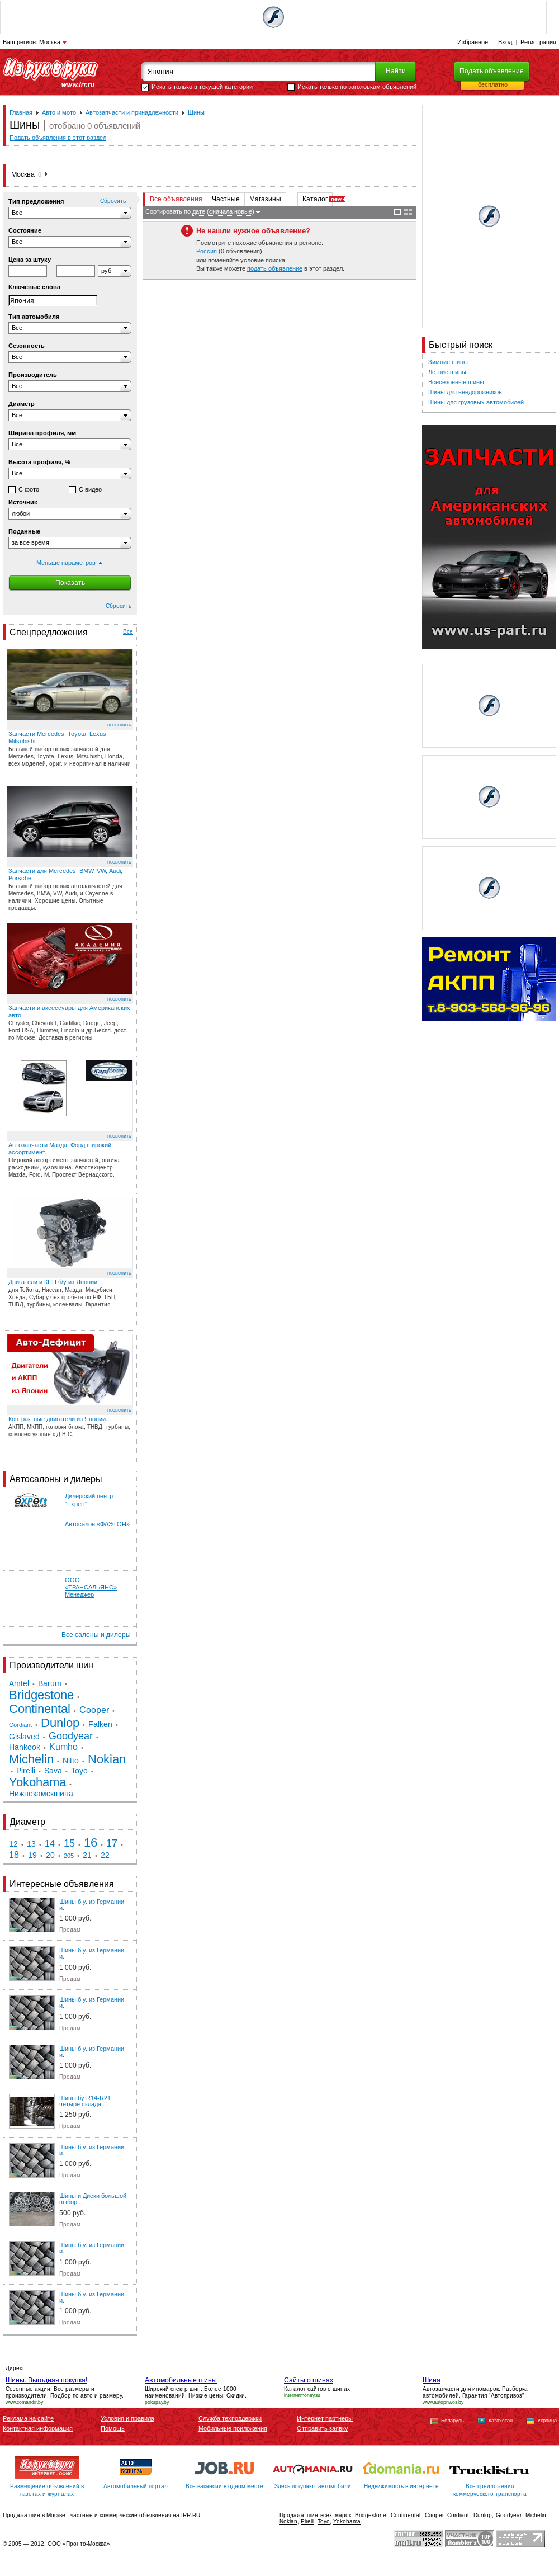 Ваш регион: Москва
Избранное | Вход | Регистрация
Из рук в руки
www.irr.ru
Япония
Найти
Подать объявление
бесплатно
Искать только в текущей категории
Искать только по заголовкам объявлений
Главная Авто и мото Автозапчасти и принадлежности Шины
Шины | отобрано 0 объявлений
Подать объявления в этот раздел
Москва 0
Тип предложения
Сбросить
Все
Состояние
Все
Цена за штуку
— руб.
Ключевые слова
Япония
Тип автомобиля
Все
Сезонность
Все
Производитель
Все
Диаметр
Все
Ширина профиля, мм
Все
Высота профиля, %
Все
С фото
С видео
Источник
любой
Поданные
за все время
Меньше параметров
Показать
Сбросить
Все объявления
Частные
Магазины
Каталог new
Сортировать по дате (сначала новые)
Не нашли нужное объявление?
Посмотрите похожие объявления в регионе:
Россия (0 объявления)
или поменяйте условие поиска.
Вы также можете подать объявление в этот раздел.
Быстрый поиск
Зимние шины
Летние шины
Всесезонные шины
Шины для внедорожников
Шины для грузовых автомобилей
ЗАПЧАСТИ
для
Американских
автомобилей
www.us-part.ru
Ремонт
АКПП
т.8-903-568-96-96
Спецпредложения
Все
позвонить
Запчасти Mercedes, Toyota, Lexus, Mitsubishi
Большой выбор новых запчастей для Mercedes, Toyota, Lexus, Mitsubishi, Honda, всех моделей, ориг. и неоригинал в наличии
позвонить
Запчасти для Mercedes, BMW, VW, Audi, Porsche
Большой выбор новых автозапчастей для Mercedes, BMW, VW, Audi, и Cayenne в наличии. Хорошие цены. Опытные продавцы.
АКАДЕМИЯ
позвонить
Запчасти и аксессуары для Американских авто
Chrysler, Chevrolet, Cadillac, Dodge, Jeep, Ford USA, Hummer, Lincoln и др.Беспл. дост. по Москве. Доставка в регионы.
позвонить
Автозапчасти Мазда, Форд широкий ассортимент.
Широкий ассортимент запчастей, оптика расходники, кузовщина. Автотехцентр Mazda, Ford. М. Проспект Вернадского.
позвонить
Двигатели и КПП б/у из Японии
для Тойота, Ниссан, Мазда, Мицубиси, Хонда, Субару без пробега по РФ. ГБЦ, ТНВД, турбины, коленвалы. Гарантия.
Авто-Дефицит
Двигатели
и АКПП
из Японии
позвонить
Контрактные двигатели из Японии.
АКПП, МКПП, головки блока, ТНВД, турбины, комплектующие к Д.В.С.
Автосалоны и дилеры
експерт
Дилерский центр "Expert"
Автосалон «ФАЭТОН»
ООО «ТРАНСАЛЬЯНС» Менеджер
Все салоны и дилеры
Производители шин
Amtel • Barum •
Bridgestone •
Continental • Cooper •
Cordiant • Dunlop • Falken •
Gislaved • Goodyear •
Hankook • Kumho •
Michelin • Nitto • Nokian
• Pirelli • Sava • Toyo •
Yokohama •
Нижнекамскшина
Диаметр
12 • 13 • 14 • 15 • 16 • 17 •
18 • 19 • 20 • 205 • 21 • 22
Интересные объявления
Шины б.у. из Германии и...
1 000 руб.
Продам
Шины б.у. из Германии и...
1 000 руб.
Продам
Шины б.у. из Германии и...
1 000 руб.
Продам
Шины б.у. из Германии и...
1 000 руб.
Продам
Шины бу R14-R21 четыре склада...
1 250 руб.
Продам
Шины б.у. из Германии и...
1 000 руб.
Продам
Шины и Диски большой выбор...
500 руб.
Продам
Шины б.у. из Германии и...
1 000 руб.
Продам
Шины б.у. из Германии и...
1 000 руб.
Продам
Директ
Шины. Выгодная покупка!
Сезонные акции! Все размеры и производители. Подбор по авто и размеру.
www.comandir.by
Автомобильные шины
Широкий спектр шин. Более 1000 наименований. Низкие цены. Скидки.
pokupay.by
Сайты о шинах
Каталог сайтов о шинах
internetmoney.su
Шина
Автозапчасти для иномарок. Разборка автомобилей. Гарантия "Автопривоз"
www.autoprivoz.by
Реклама на сайте
Условия и правила
Служба техподдержки
Интернет партнеры
Контактная информация
Помощь
Мобильные приложения
Отправить заявку
Беларусь
Казахстан
Украина
Из рук в руки
Размещение объявлений в газетах и журналах
AUTO SCOUT24
Автомобильный портал
JOB.RU
Все вакансии в одном месте
AUTOMANIA.RU
Здесь покупают автомобили
domania.ru
Недвижимость в интернете
Trucklist.ru
Все предложения коммерческого транспорта
Продажа шин в Москве - частные и коммерческие объявления на IRR.RU.
Продажа шин всех марок: Bridgestone, Continental, Cooper, Cordiant, Dunlop, Goodyear, Michelin, Nokian, Pirelli, Toyo, Yokohama.
© 2005 — 2012, ООО «Пронто-Москва».